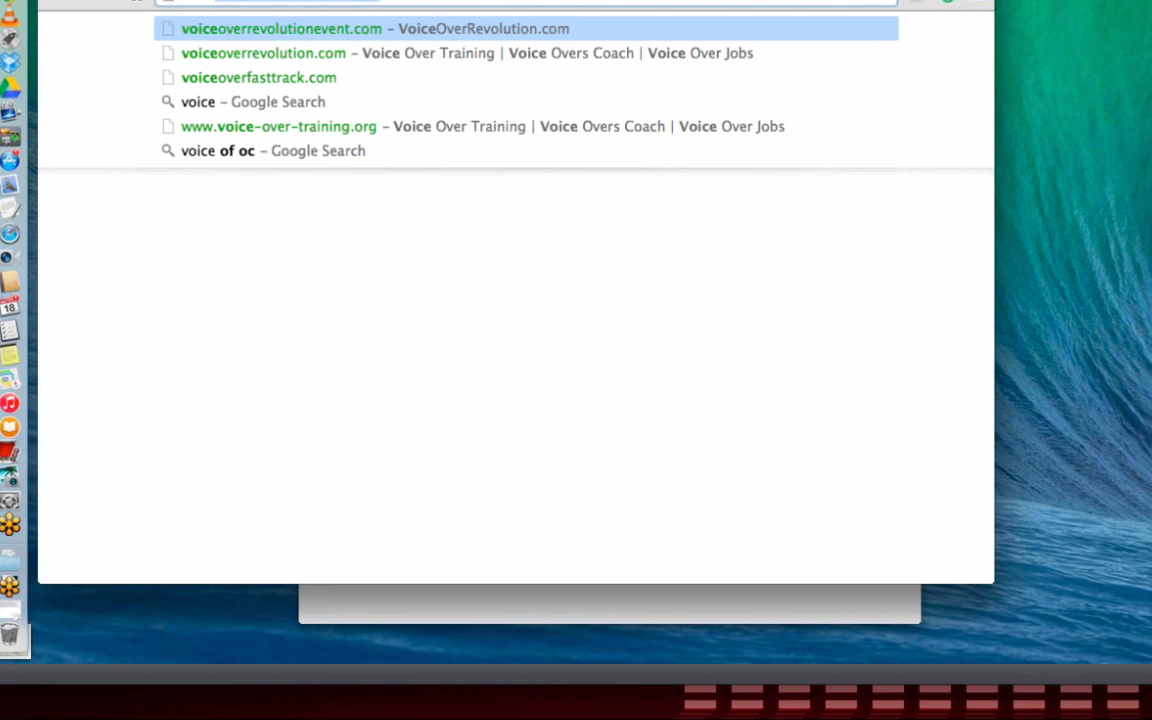 voiceoverrevolutionevent.com – VoiceOverRevolution.com
voiceoverrevolution.com – Voice Over Training | Voice Overs Coach | Voice Over Jobs
voiceoverfasttrack.com
voice – Google Search
www.voice-over-training.org – Voice Over Training | Voice Overs Coach | Voice Over Jobs
voice of oc – Google Search
18